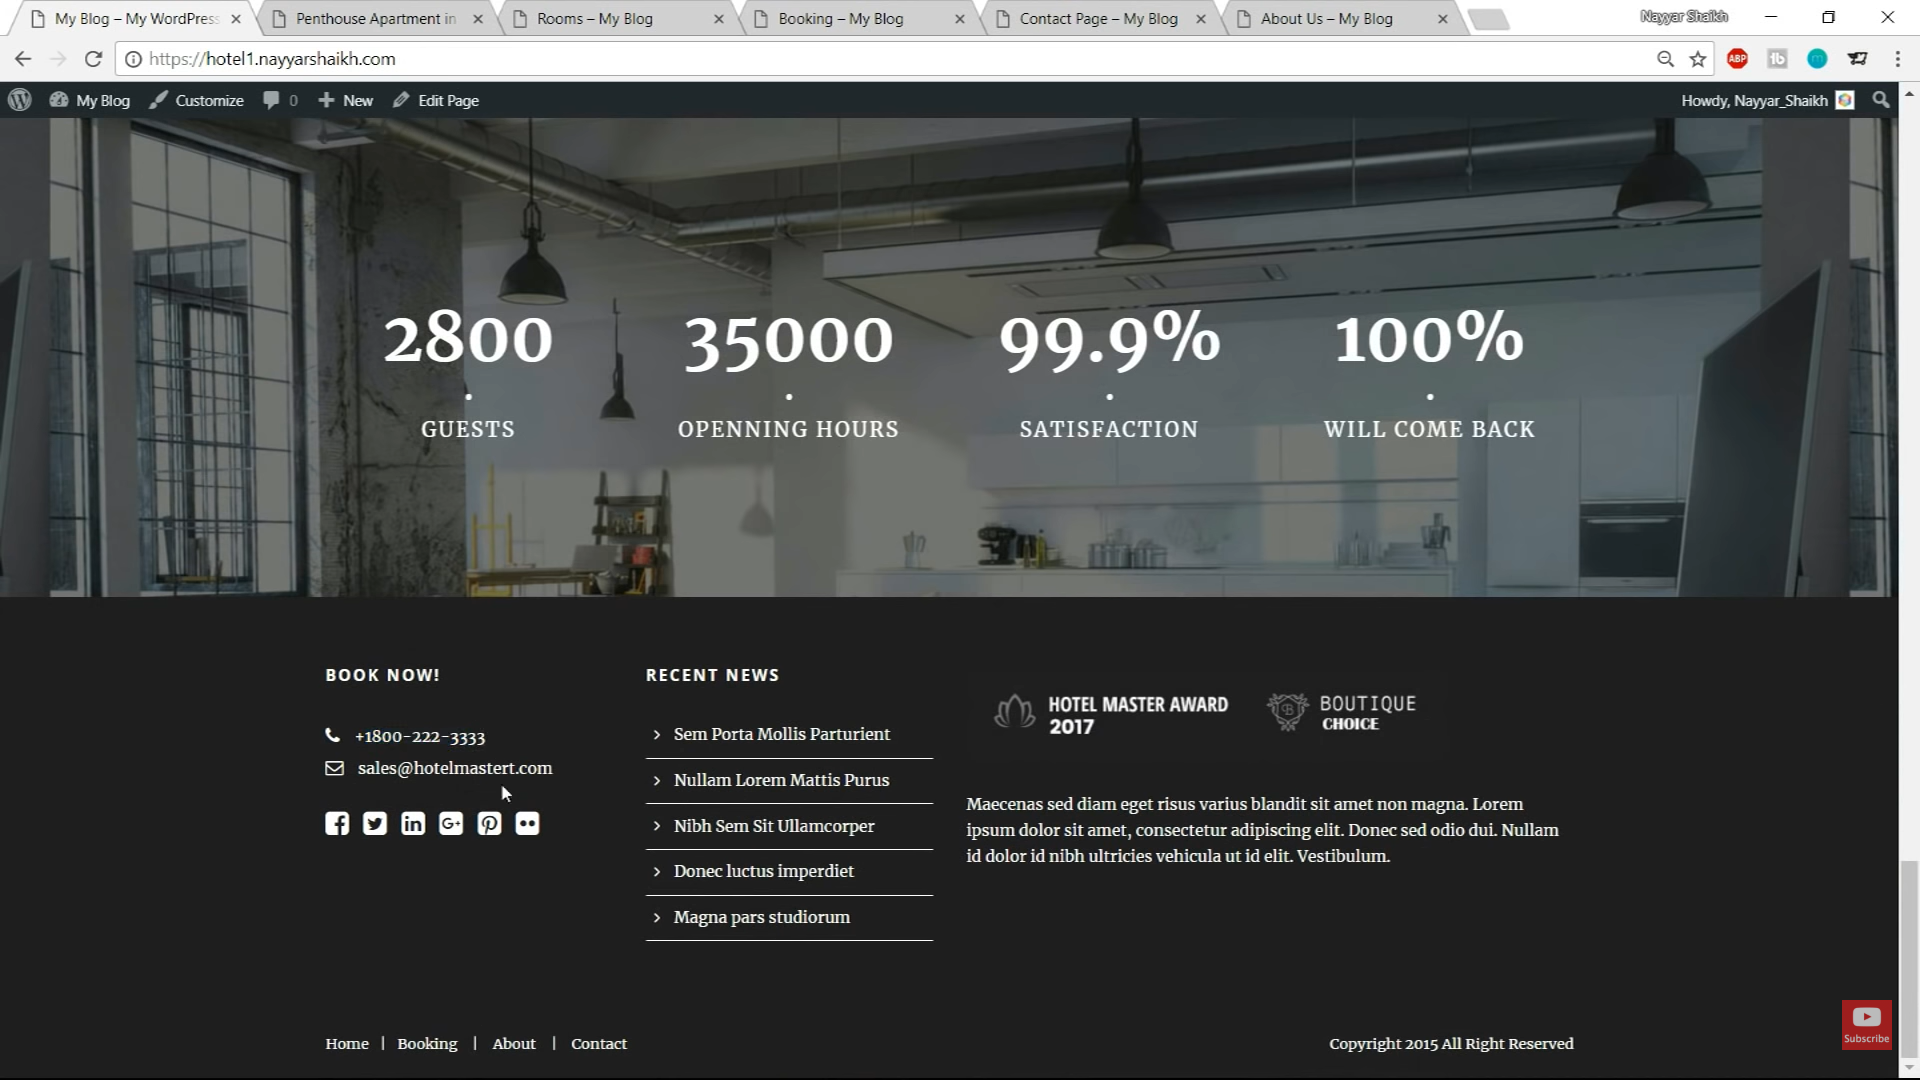 My Blog – My WordPress
Penthouse Apartment in
Rooms – My Blog
Booking – My Blog
Contact Page – My Blog
About Us – My Blog
Nayyar Shaikh
https://hotel1.nayyarshaikh.com
ABP
My Blog
Customize
0
New
Edit Page
Howdy, Nayyar_Shaikh
2800
35000
99.9%
100%
GUESTS
OPENNING HOURS
SATISFACTION
WILL COME BACK
BOOK NOW!
+1800-222-3333
sales@hotelmastert.com
RECENT NEWS
Sem Porta Mollis Parturient
Nullam Lorem Mattis Purus
Nibh Sem Sit Ullamcorper
Donec luctus imperdiet
Magna pars studiorum
HOTEL MASTER AWARD
2017
BOUTIQUE
CHOICE
Maecenas sed diam eget risus varius blandit sit amet non magna. Lorem
ipsum dolor sit amet, consectetur adipiscing elit. Donec sed odio dui. Nullam
id dolor id nibh ultricies vehicula ut id elit. Vestibulum.
Home | Booking | About | Contact
Copyright 2015 All Right Reserved
Subscribe